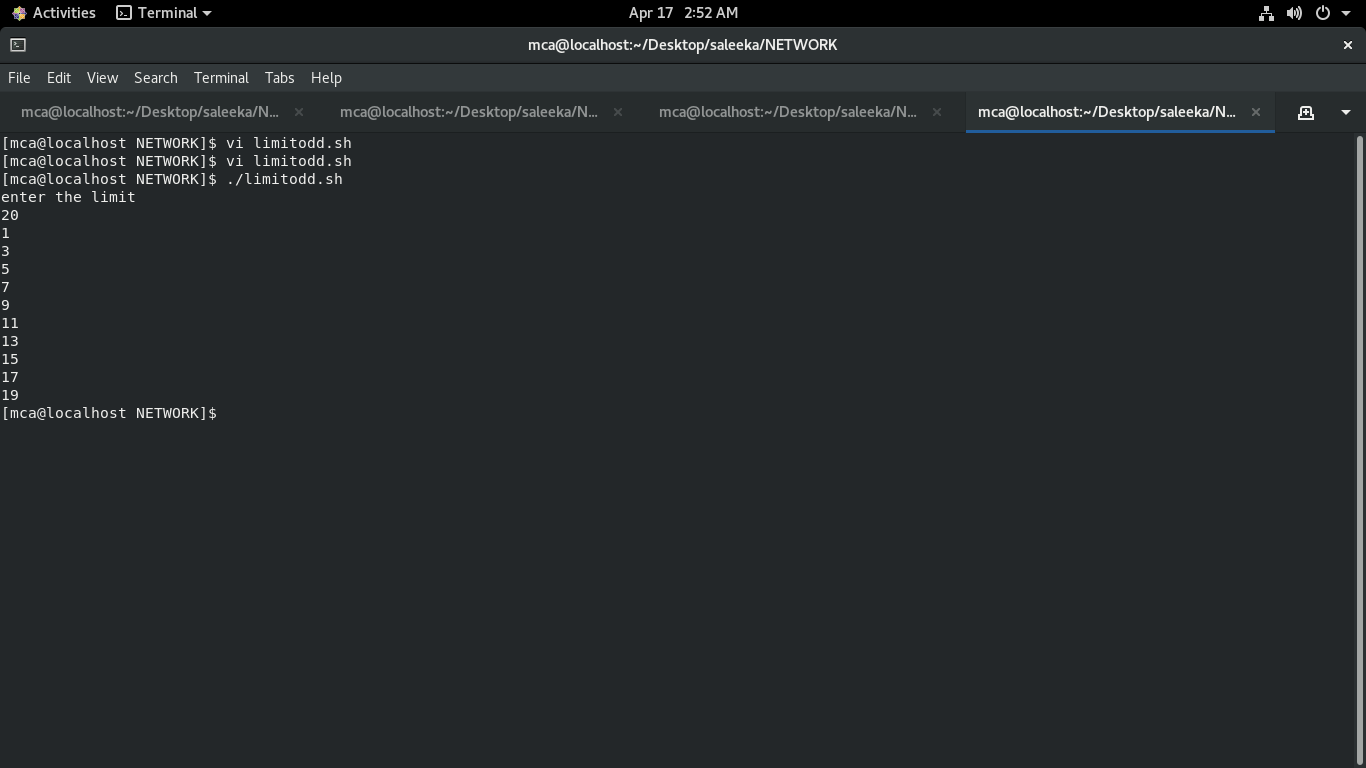 Activities Terminal Apr 17 2:52 AM
mca@localhost:~/Desktop/saleeka/NETWORK
File Edit View Search Terminal Tabs Help
mca@localhost:~/Desktop/saleeka/N... mca@localhost:~/Desktop/saleeka/N... mca@localhost:~/Desktop/saleeka/N... mca@localhost:~/Desktop/saleeka/N...
[mca@localhost NETWORK]$ vi limitodd.sh
[mca@localhost NETWORK]$ vi limitodd.sh
[mca@localhost NETWORK]$ ./limitodd.sh
enter the limit
20
1
3
5
7
9
11
13
15
17
19
[mca@localhost NETWORK]$